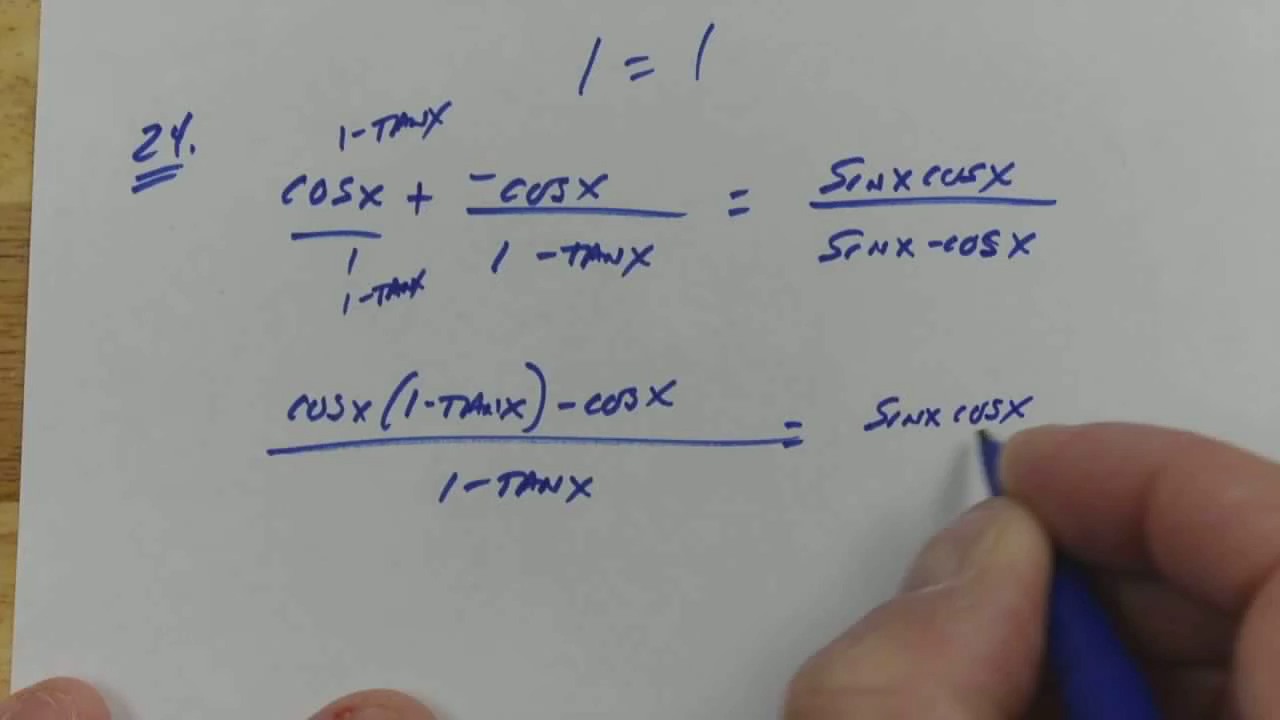 1 = 1
24.
1-TANX
COSX + -COSX = SINX COSX
1 1-TANX SINX-COSX
1-TANX
COSX(1-TANX)-COSX = SINX COSX
1-TANX